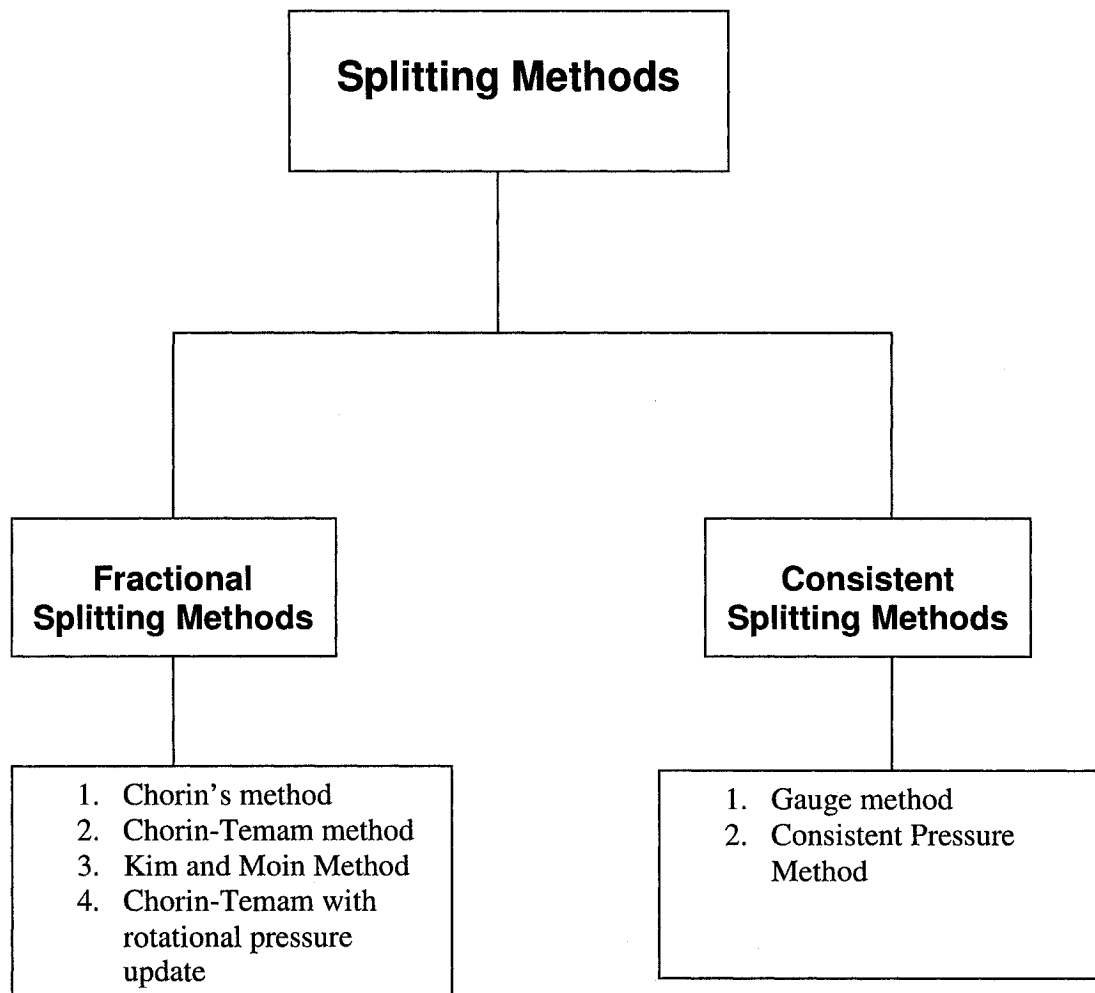 Splitting Methods
Fractional
Splitting Methods
Consistent
Splitting Methods
1. Chorin's method
2. Chorin-Temam method
3. Kim and Moin Method
4. Chorin-Temam with
rotational pressure
update
1. Gauge method
2. Consistent Pressure
Method